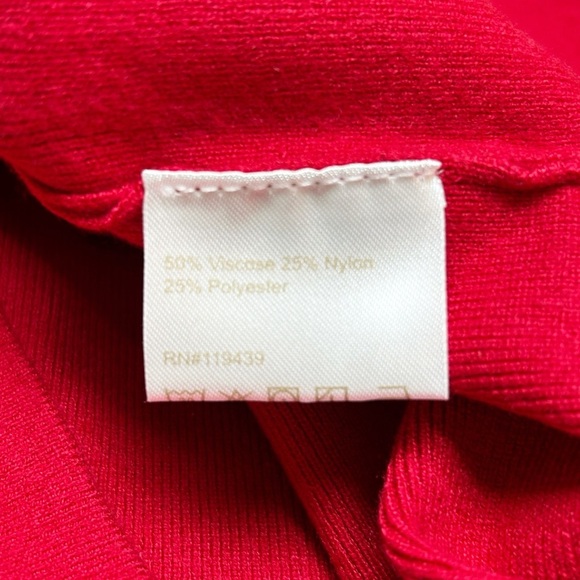 50% Viscose 25% Nylon
25% Polyester
RN#119439